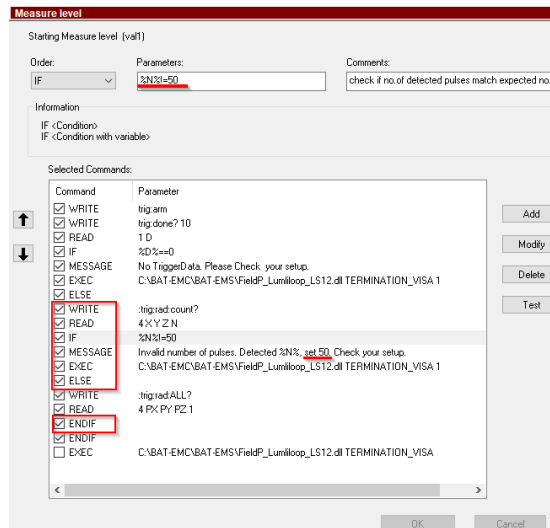 Measure level
Starting Measure level (val1)
Order: Parameters: Comments:
IF %N%!=50 check if no.of detected pulses match expected no.
Information
IF <Condition>
IF <Condition with variable>
Selected Commands:
Command Parameter
WRITE trig:arm
WRITE trig:done? 10
READ 1 D
IF %D%==0
MESSAGE No TriggerData. Please Check your setup.
EXEC C:\BAT-EMC\BAT-EMS\FieldP_Lumiloop_LS12.dll TERMINATION_VISA 1
ELSE
WRITE :trig:rad:count?
READ 4 X Y Z N
IF %N%!=50
MESSAGE Invalid number of pulses. Detected %N%, set 50. Check your setup.
EXEC C:\BAT-EMC\BAT-EMS\FieldP_Lumiloop_LS12.dll TERMINATION_VISA 1
ELSE
WRITE :trig:rad:ALL?
READ 4 PX PY PZ 1
ENDIF
ENDIF
EXEC C:\BAT-EMC\BAT-EMS\FieldP_Lumiloop_LS12.dll TERMINATION_VISA
Add
Modify
Delete
Test
OK Cancel